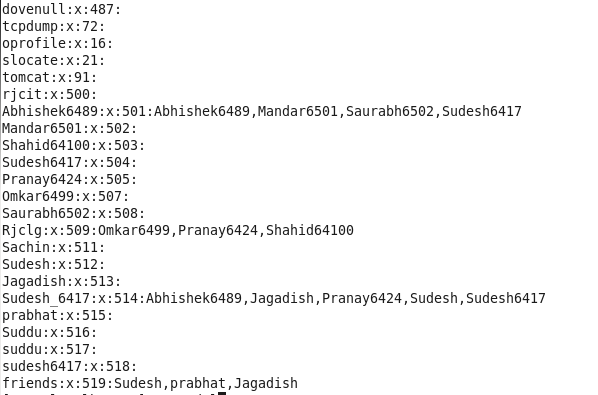 dovenull:x:487:
tcpdump:x:72:
oprofile:x:16:
slocate:x:21:
tomcat:x:91:
rjcit:x:500:
Abhishek6489:x:501:Abhishek6489,Mandar6501,Saurabh6502,Sudesh6417
Mandar6501:x:502:
Shahid64100:x:503:
Sudesh6417:x:504:
Pranay6424:x:505:
Omkar6499:x:507:
Saurabh6502:x:508:
Rjclg:x:509:Omkar6499,Pranay6424,Shahid64100
Sachin:x:511:
Sudesh:x:512:
Jagadish:x:513:
Sudesh_6417:x:514:Abhishek6489,Jagadish,Pranay6424,Sudesh,Sudesh6417
prabhat:x:515:
Suddu:x:516:
suddu:x:517:
sudesh6417:x:518:
friends:x:519:Sudesh,prabhat,Jagadish